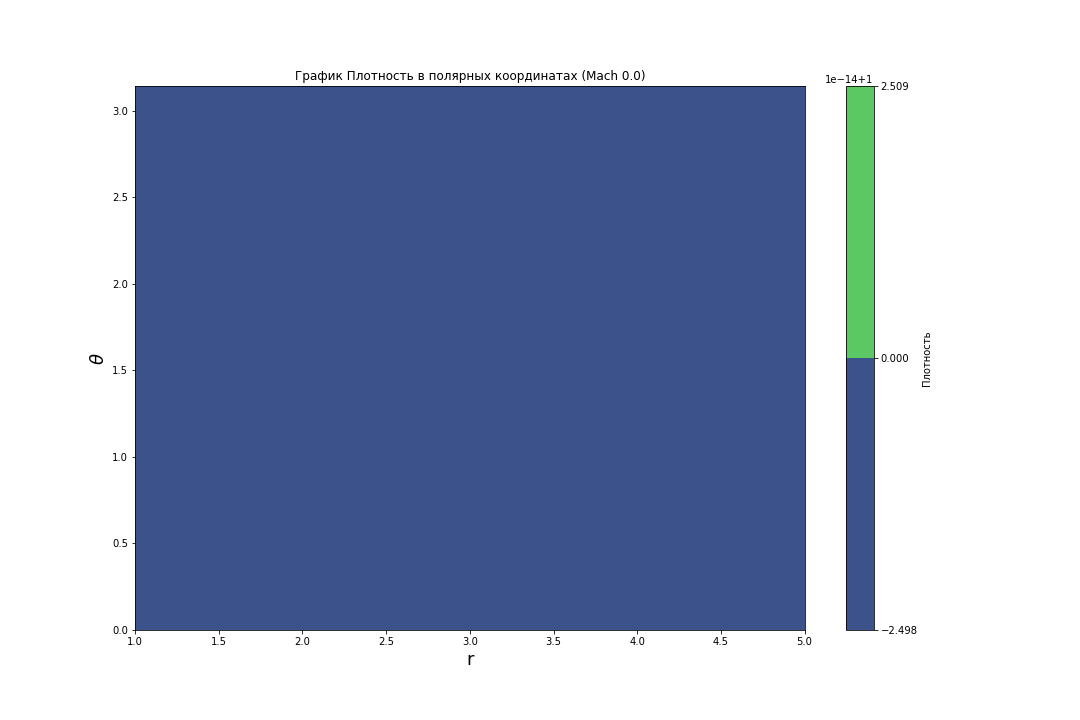 График Плотность в полярных координатах (Mach 0.0)
1e−14+1
2.509
0.000
−2.498
Плотность
θ
3.0
2.5
2.0
1.5
1.0
0.5
0.0
1.0 1.5 2.0 2.5 3.0 3.5 4.0 4.5 5.0
r